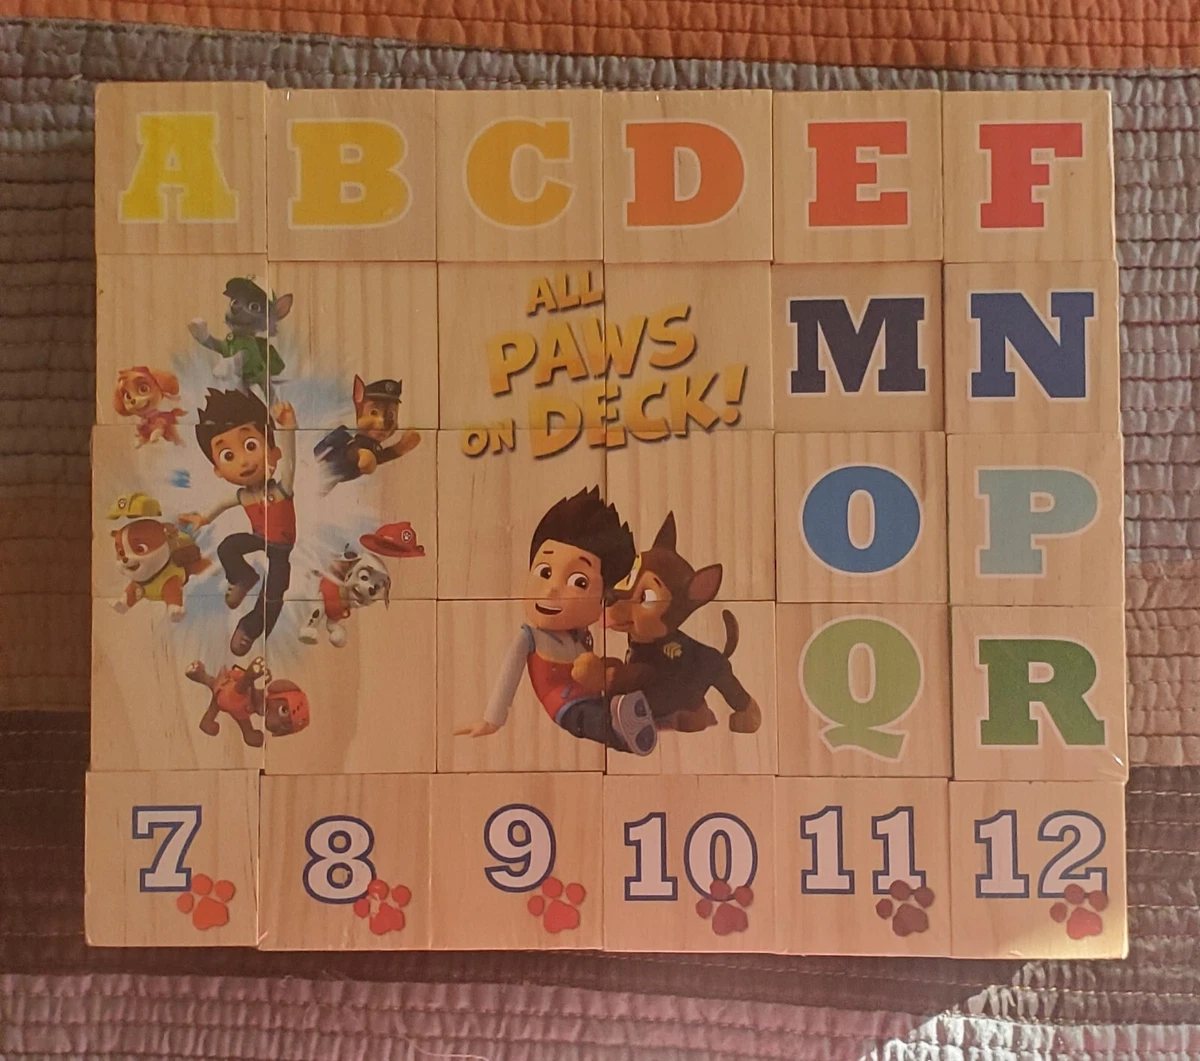 A B C D E F
ALL
PAWS
ON DECK!
M N
O P
Q R
7 8 9 10 11 12